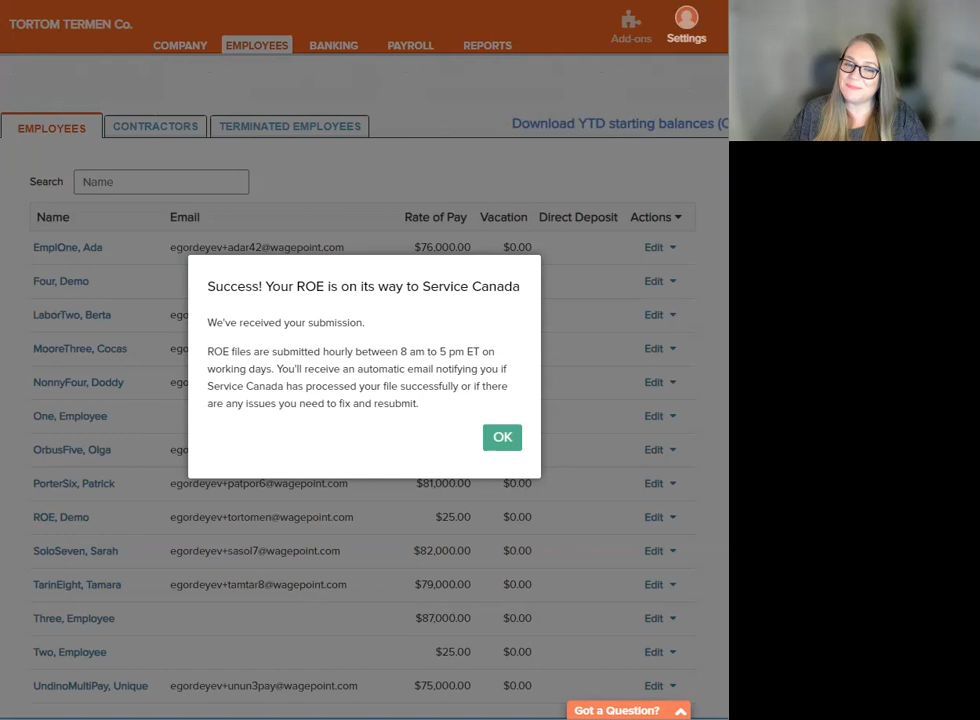 TORTOM TERMEN Co.
Add-ons
Settings
COMPANY EMPLOYEES BANKING PAYROLL REPORTS
EMPLOYEES CONTRACTORS TERMINATED EMPLOYEES Download YTD starting balances (C
Search Name
Name Email Rate of Pay Vacation Direct Deposit Actions
EmplOne, Ada egordeyev+adar42@wagepoint.com $76,000.00 $0.00 Edit
Four, Demo Edit
LaborTwo, Berta ego Edit
MooreThree, Cocas ego Edit
NonnyFour, Doddy ego Edit
One, Employee Edit
OrbusFive, Olga ego Edit
PorterSix, Patrick egordeyev+patpor6@wagepoint.com $81,000.00 $0.00 Edit
ROE, Demo egordeyev+tortomen@wagepoint.com $25.00 $0.00 Edit
SoloSeven, Sarah egordeyev+sasol7@wagepoint.com $82,000.00 $0.00 Edit
TarinEight, Tamara egordeyev+tamtar8@wagepoint.com $79,000.00 $0.00 Edit
Three, Employee $87,000.00 $0.00 Edit
Two, Employee $25.00 $0.00 Edit
UndinoMultiPay, Unique egordeyev+unun3pay@wagepoint.com $75,000.00 $0.00 Edit
Success! Your ROE is on its way to Service Canada
We've received your submission.
ROE files are submitted hourly between 8 am to 5 pm ET on
working days. You'll receive an automatic email notifying you if
Service Canada has processed your file successfully or if there
are any issues you need to fix and resubmit.
OK
Got a Question?